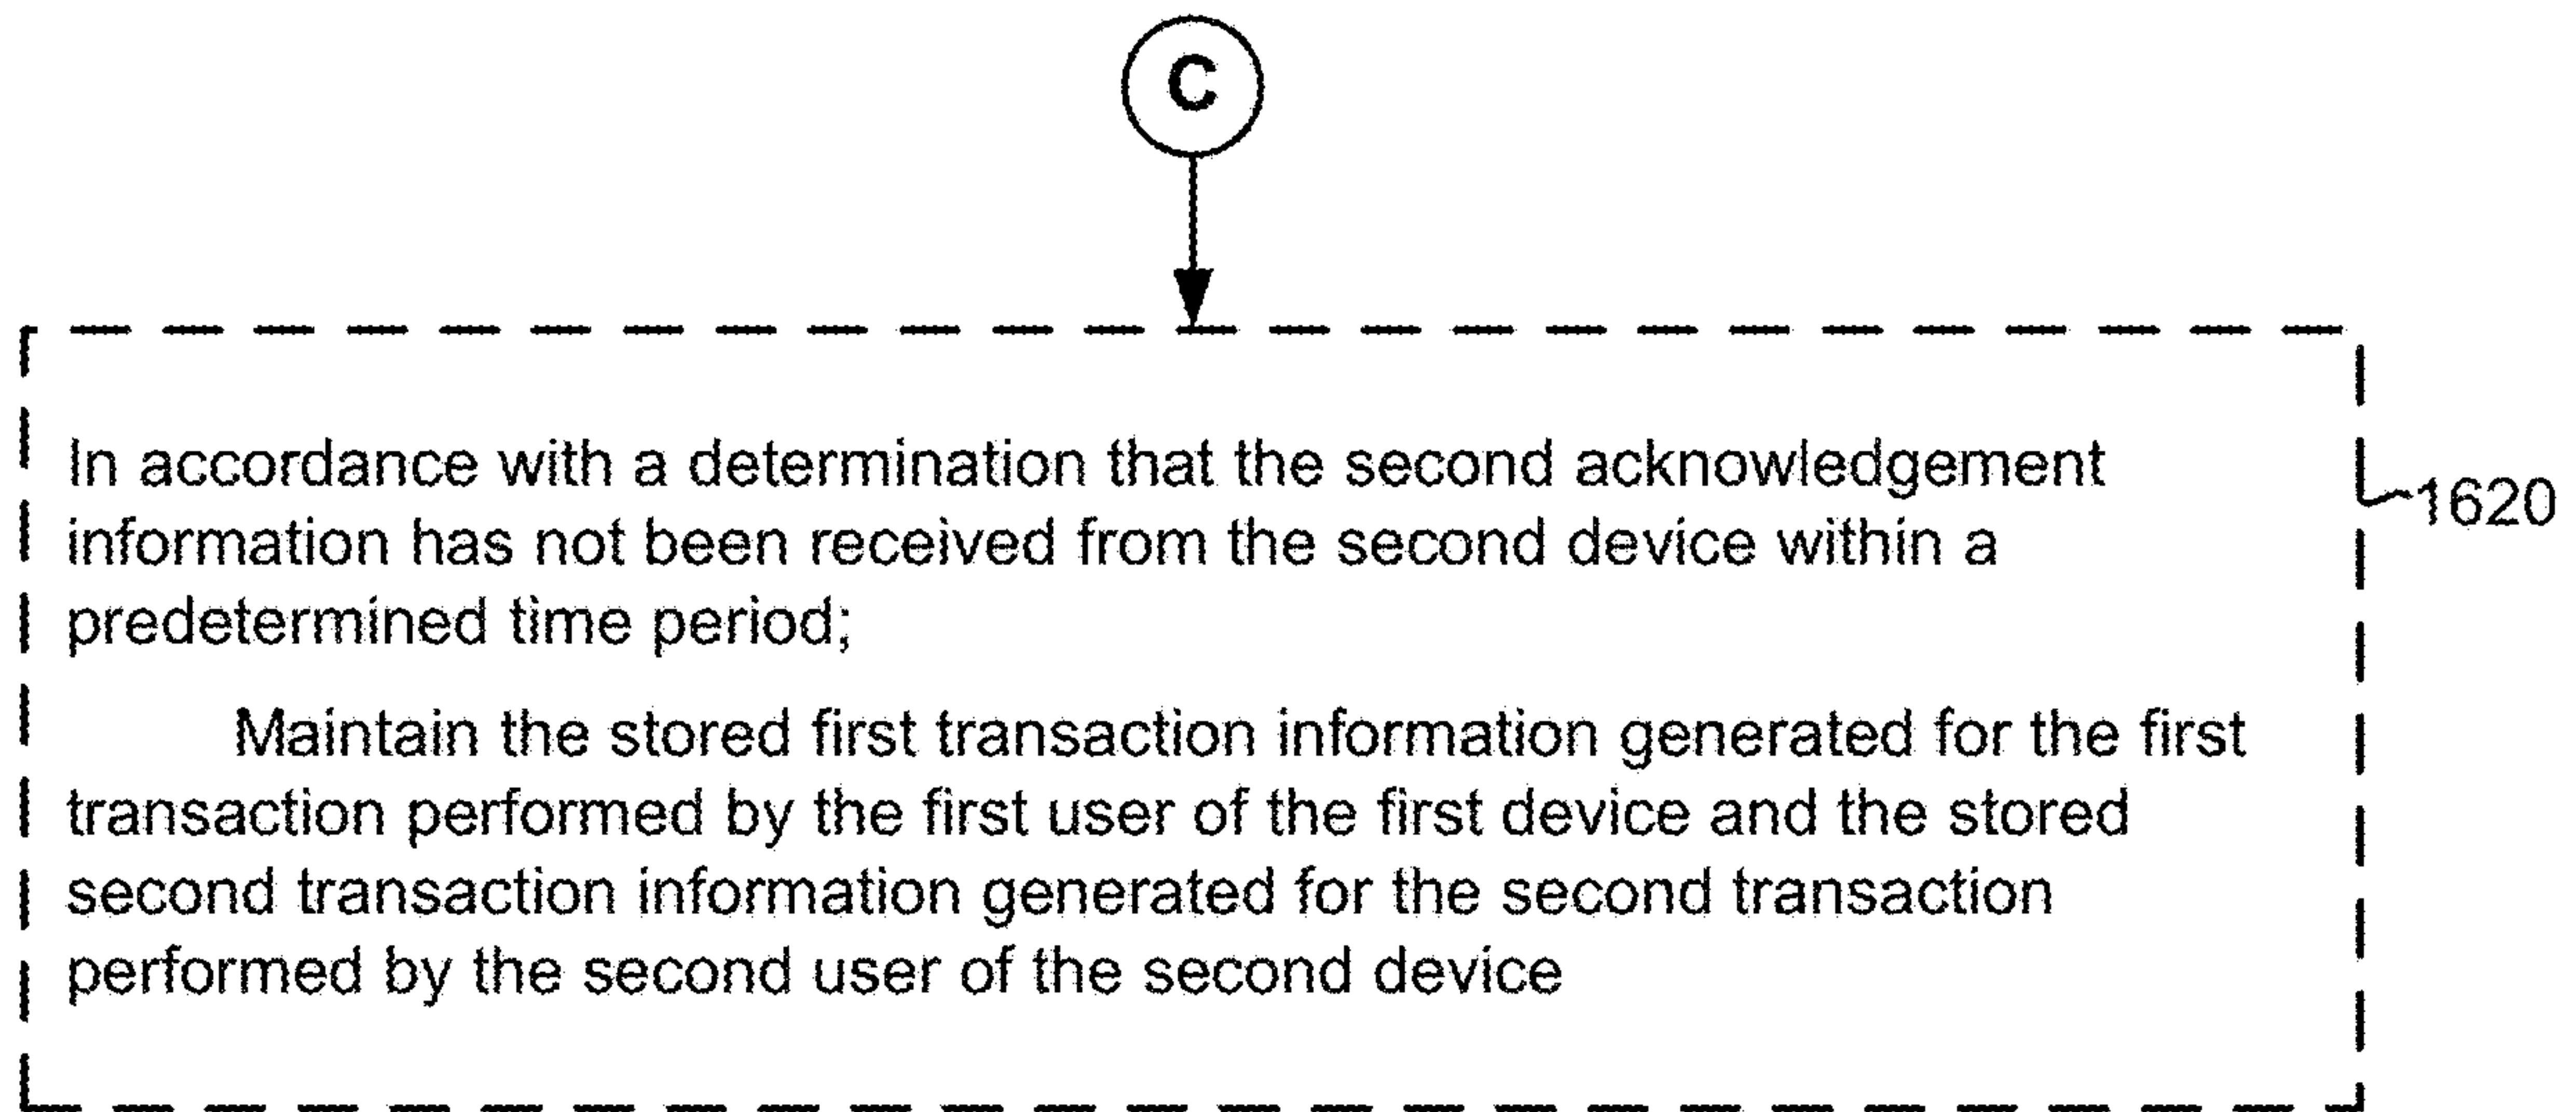 C
In accordance with a determination that the second acknowledgement
information has not been received from the second device within a
predetermined time period;
Maintain the stored first transaction information generated for the first
transaction performed by the first user of the first device and the stored
second transaction information generated for the second transaction
performed by the second user of the second device
1620